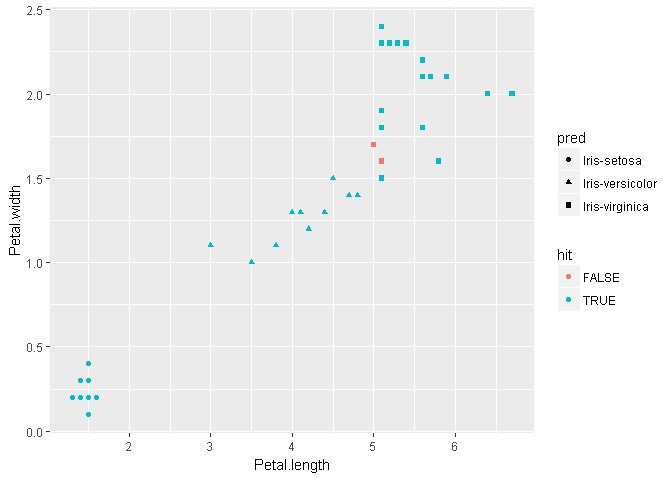 2.5
2.0
1.5
1.0
0.5
0.0
Petal.width
2
3
4
5
6
Petal.length
pred
Iris-setosa
Iris-versicolor
Iris-virginica
hit
FALSE
TRUE